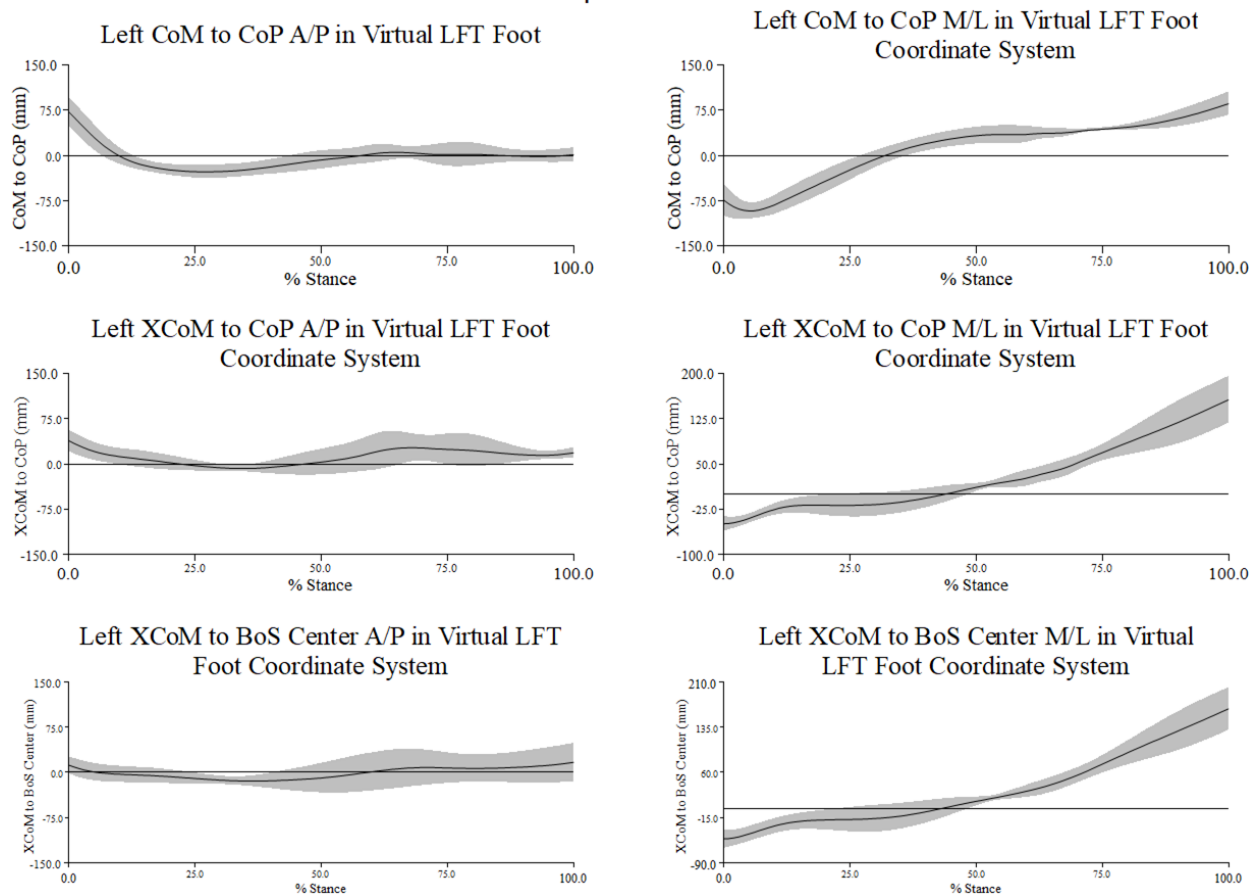 Left CoM to CoP A/P in Virtual LFT Foot
150.0
75.0
0.0
-75.0
-150.0
CoM to CoP (mm)
0.0
25.0
50.0
75.0
100.0
% Stance
Left CoM to CoP M/L in Virtual LFT Foot
Coordinate System
150.0
75.0
0.0
-75.0
-150.0
CoM to CoP (mm)
0.0
25.0
50.0
75.0
100.0
% Stance
Left XCoM to CoP A/P in Virtual LFT Foot
Coordinate System
150.0
75.0
0.0
-75.0
-150.0
XCoM to CoP (mm)
0.0
25.0
50.0
75.0
100.0
% Stance
Left XCoM to CoP M/L in Virtual LFT Foot
Coordinate System
200.0
125.0
50.0
-25.0
-100.0
XCoM to CoP (mm)
0.0
25.0
50.0
75.0
100.0
% Stance
Left XCoM to BoS Center A/P in Virtual LFT
Foot Coordinate System
150.0
75.0
0.0
-75.0
-150.0
XCoM to BoS Center (mm)
0.0
25.0
50.0
75.0
100.0
% Stance
Left XCoM to BoS Center M/L in Virtual
LFT Foot Coordinate System
210.0
135.0
60.0
-15.0
-90.0
XCoM to BoS Center (mm)
0.0
25.0
50.0
75.0
100.0
% Stance